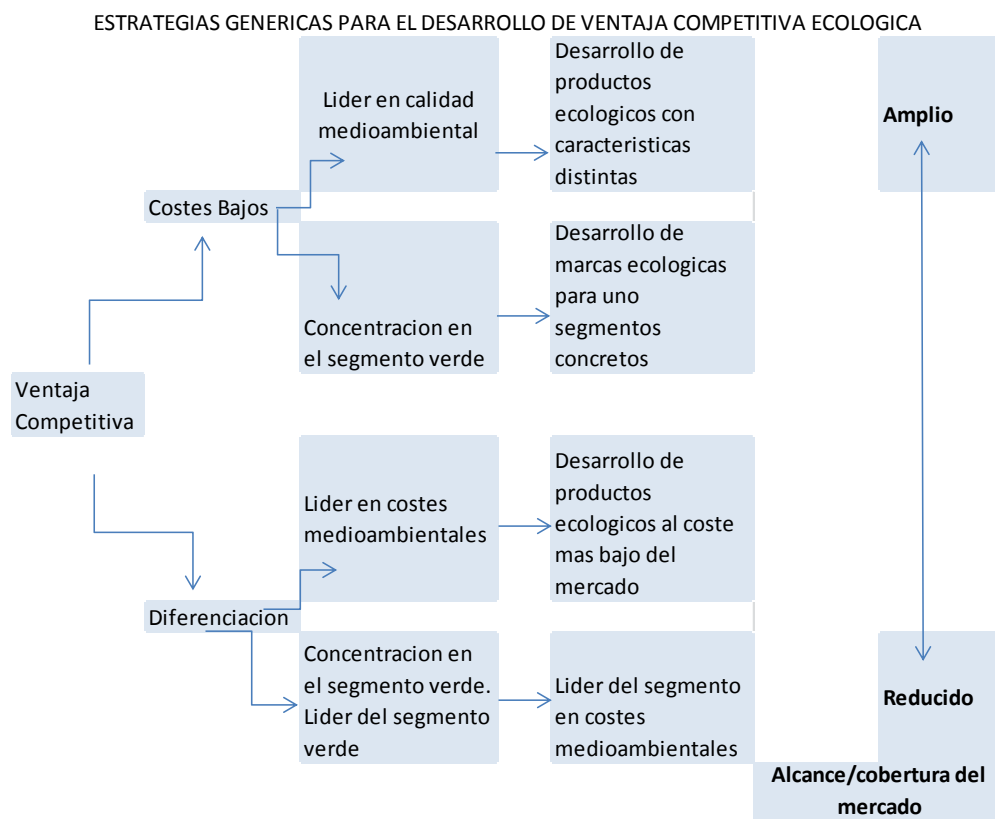 ESTRATEGIAS GENERICAS PARA EL DESARROLLO DE VENTAJA COMPETITIVA ECOLOGICA
Lider en calidad
medioambiental
Desarrollo de
productos
ecologicos con
caracteristicas
distintas
Amplio
Costes Bajos
Concentracion en
el segmento verde
Desarrollo de
marcas ecologicas
para uno
segmentos
concretos
Ventaja
Competitiva
Lider en costes
medioambientales
Desarrollo de
productos
ecologicos al coste
mas bajo del
mercado
Diferenciacion
Concentracion en
el segmento verde.
Lider del segmento
verde
Lider del segmento
en costes
medioambientales
Reducido
Alcance/cobertura del
mercado